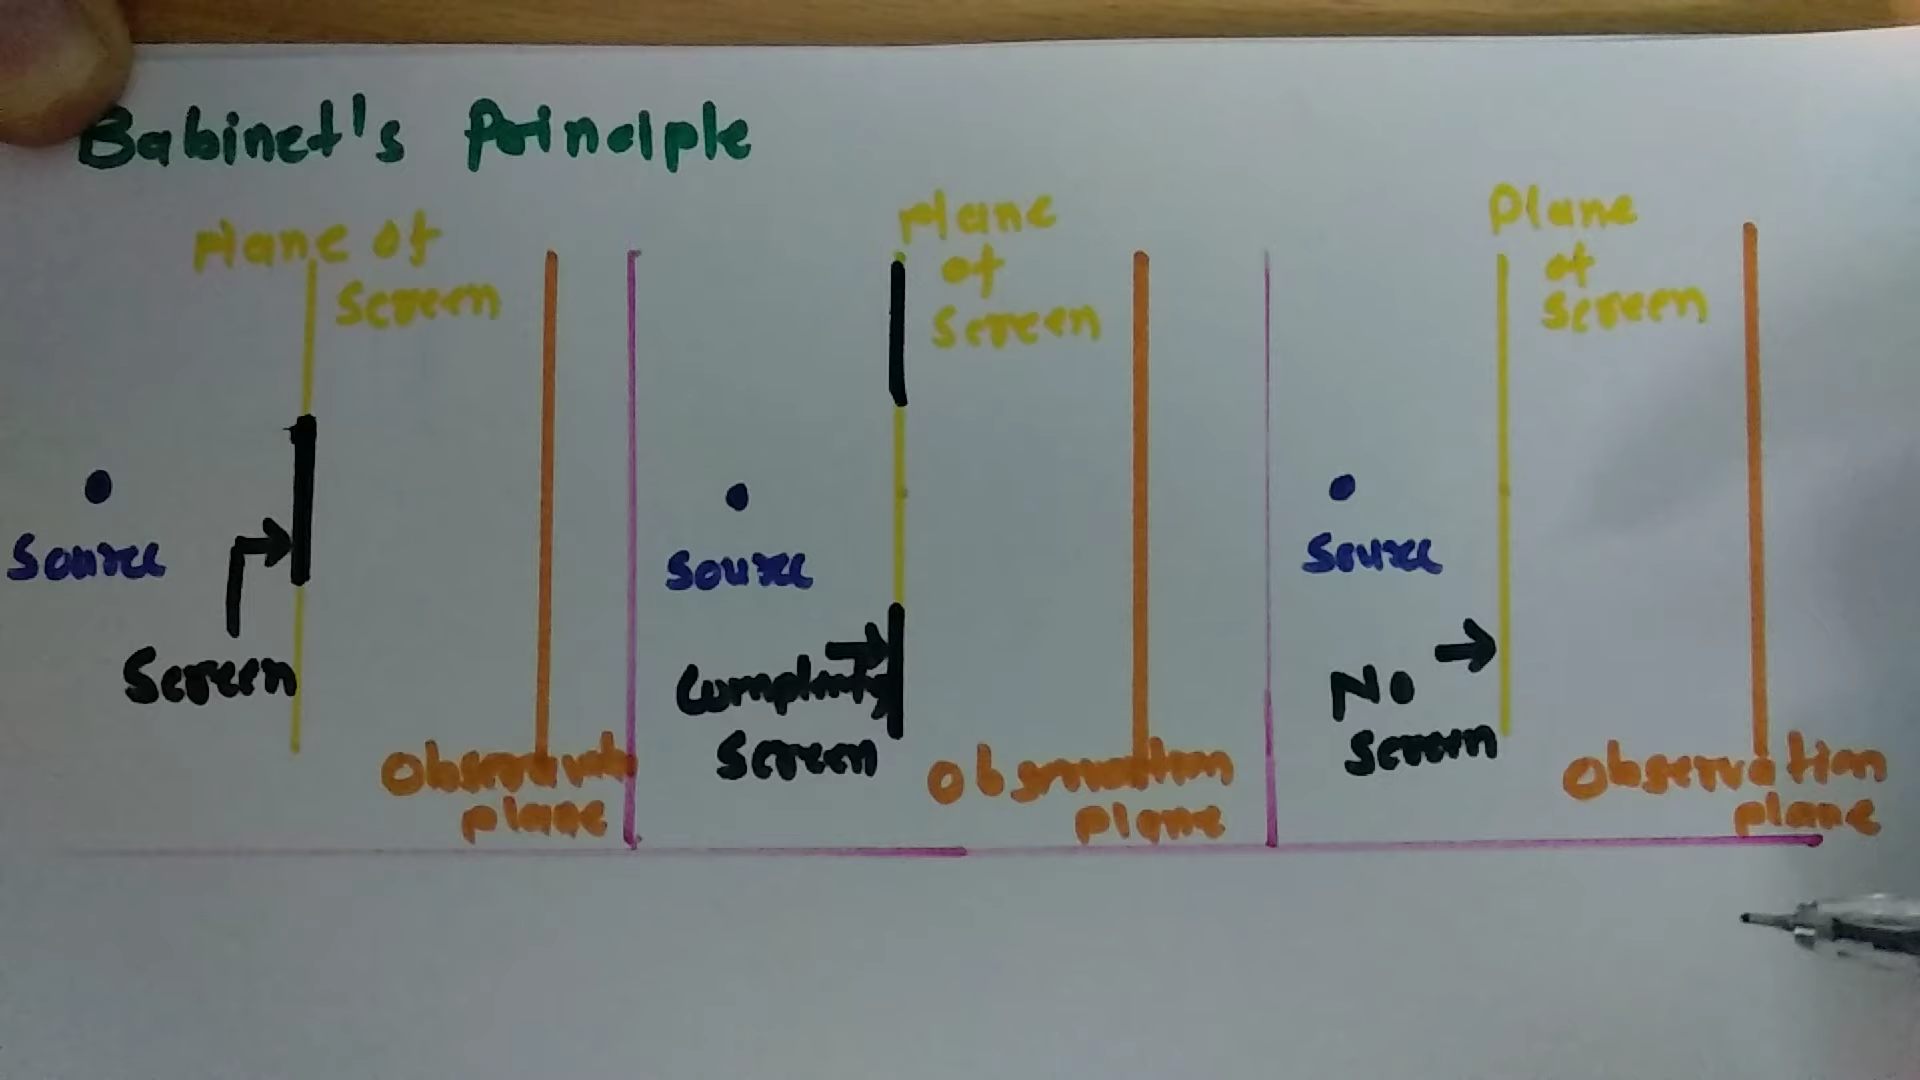 Babinet's Principle
Plane of
Screen
Source
Screen
Observation
plane
Plane
of
Screen
Source
Screen
Observation
plane
Plane
of
Screen
Source
No
Screen
Observation
plane